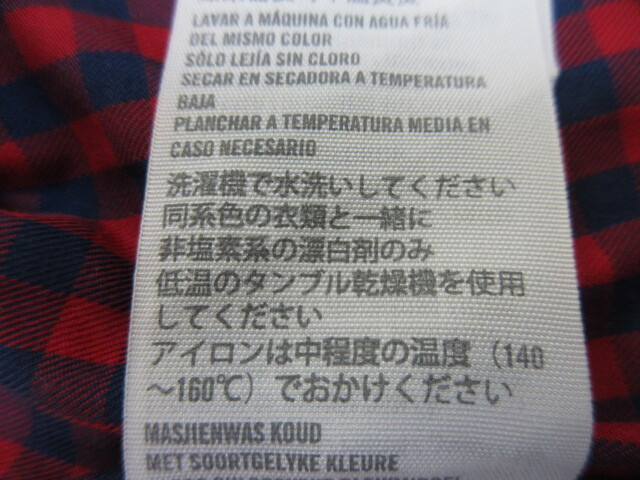 LAVAR A MÁQUINA CON AGUA FRÍA
DEL MISMO COLOR
SÒLO LEJÍA SIN CLORO
SECAR EN SECADORA A TEMPERATURA
BAJA
PLANCHAR A TEMPERATURA MEDIA EN
CASO NECESARIO
洗濯機で水洗いしてください
同系色の衣類と一緒に
非塩素系の漂白剤のみ
低温のタンブル乾燥機を使用
してください
アイロンは中程度の温度（140
～160℃）でおかけください
MASJIENWAS KOUD
MET SOORTGELYKE KLEURE